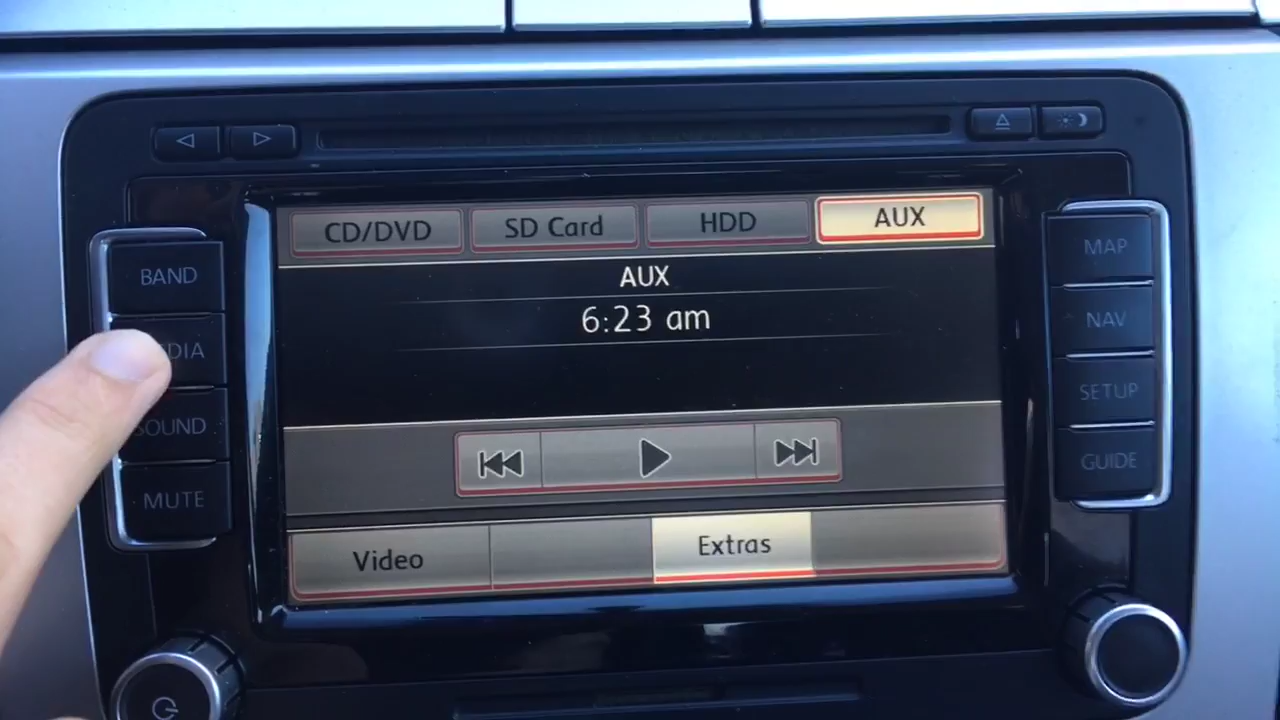 CD/DVD SD Card HDD AUX
BAND
AUX
MAP
6:23 am
DIA
NAV
SOUND
SETUP
MUTE
GUIDE
Video Extras